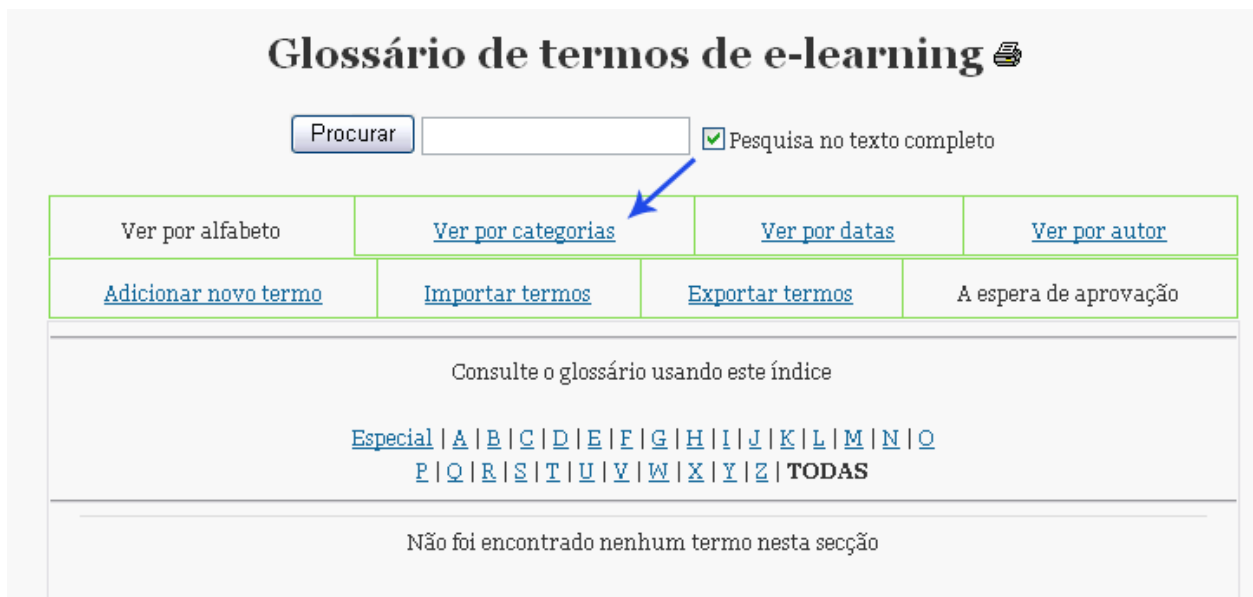 Glossário de termos de e-learning
Procurar Pesquisa no texto completo
Ver por alfabeto Ver por categorias Ver por datas Ver por autor
Adicionar novo termo Importar termos Exportar termos A espera de aprovação
Consulte o glossário usando este índice
Especial | A | B | C | D | E | F | G | H | I | J | K | L | M | N | O
P | Q | R | S | T | U | V | W | X | Y | Z | TODAS
Não foi encontrado nenhum termo nesta secção